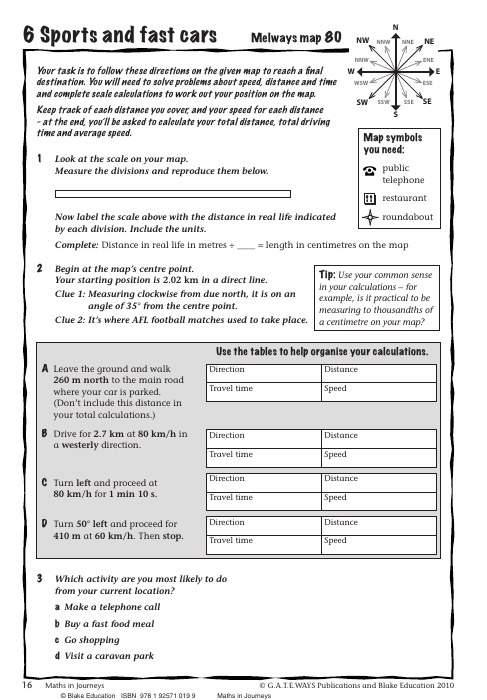 6 Sports and fast cars
Melways map 80
N
NNW
NNE
NW
NE
NNW
ENE
W
E
WSW
ESE
SW
SE
SSW
SSE
S
Your task is to follow these directions on the given map to reach a final
destination. You will need to solve problems about speed, distance and time
and complete scale calculations to work out your position on the map.
Keep track of each distance you cover, and your speed for each distance
- at the end, you'll be asked to calculate your total distance, total driving
time and average speed.
Map symbols
you need:
public
telephone
restaurant
roundabout
1 Look at the scale on your map.
Measure the divisions and reproduce them below.
Now label the scale above with the distance in real life indicated
by each division. Include the units.
Complete: Distance in real life in metres ÷ ____ = length in centimetres on the map
2 Begin at the map's centre point.
Your starting position is 2.02 km in a direct line.
Clue 1: Measuring clockwise from due north, it is on an
angle of 35° from the centre point.
Clue 2: It's where AFL football matches used to take place.
Tip: Use your common sense
in your calculations – for
example, is it practical to be
measuring to thousandths of
a centimetre on your map?
Use the tables to help organise your calculations.
A Leave the ground and walk
260 m north to the main road
where your car is parked.
(Don't include this distance in
your total calculations.)
Direction
Distance
Travel time
Speed
B Drive for 2.7 km at 80 km/h in
a westerly direction.
Direction
Distance
Travel time
Speed
C Turn left and proceed at
80 km/h for 1 min 10 s.
Direction
Distance
Travel time
Speed
D Turn 50° left and proceed for
410 m at 60 km/h. Then stop.
Direction
Distance
Travel time
Speed
3 Which activity are you most likely to do
from your current location?
a Make a telephone call
b Buy a fast food meal
c Go shopping
d Visit a caravan park
16 Maths in Journeys
© G.A.T.E.WAYS Publications and Blake Education 2010
© Blake Education ISBN 978 1 92571 019 9 Maths in Journeys